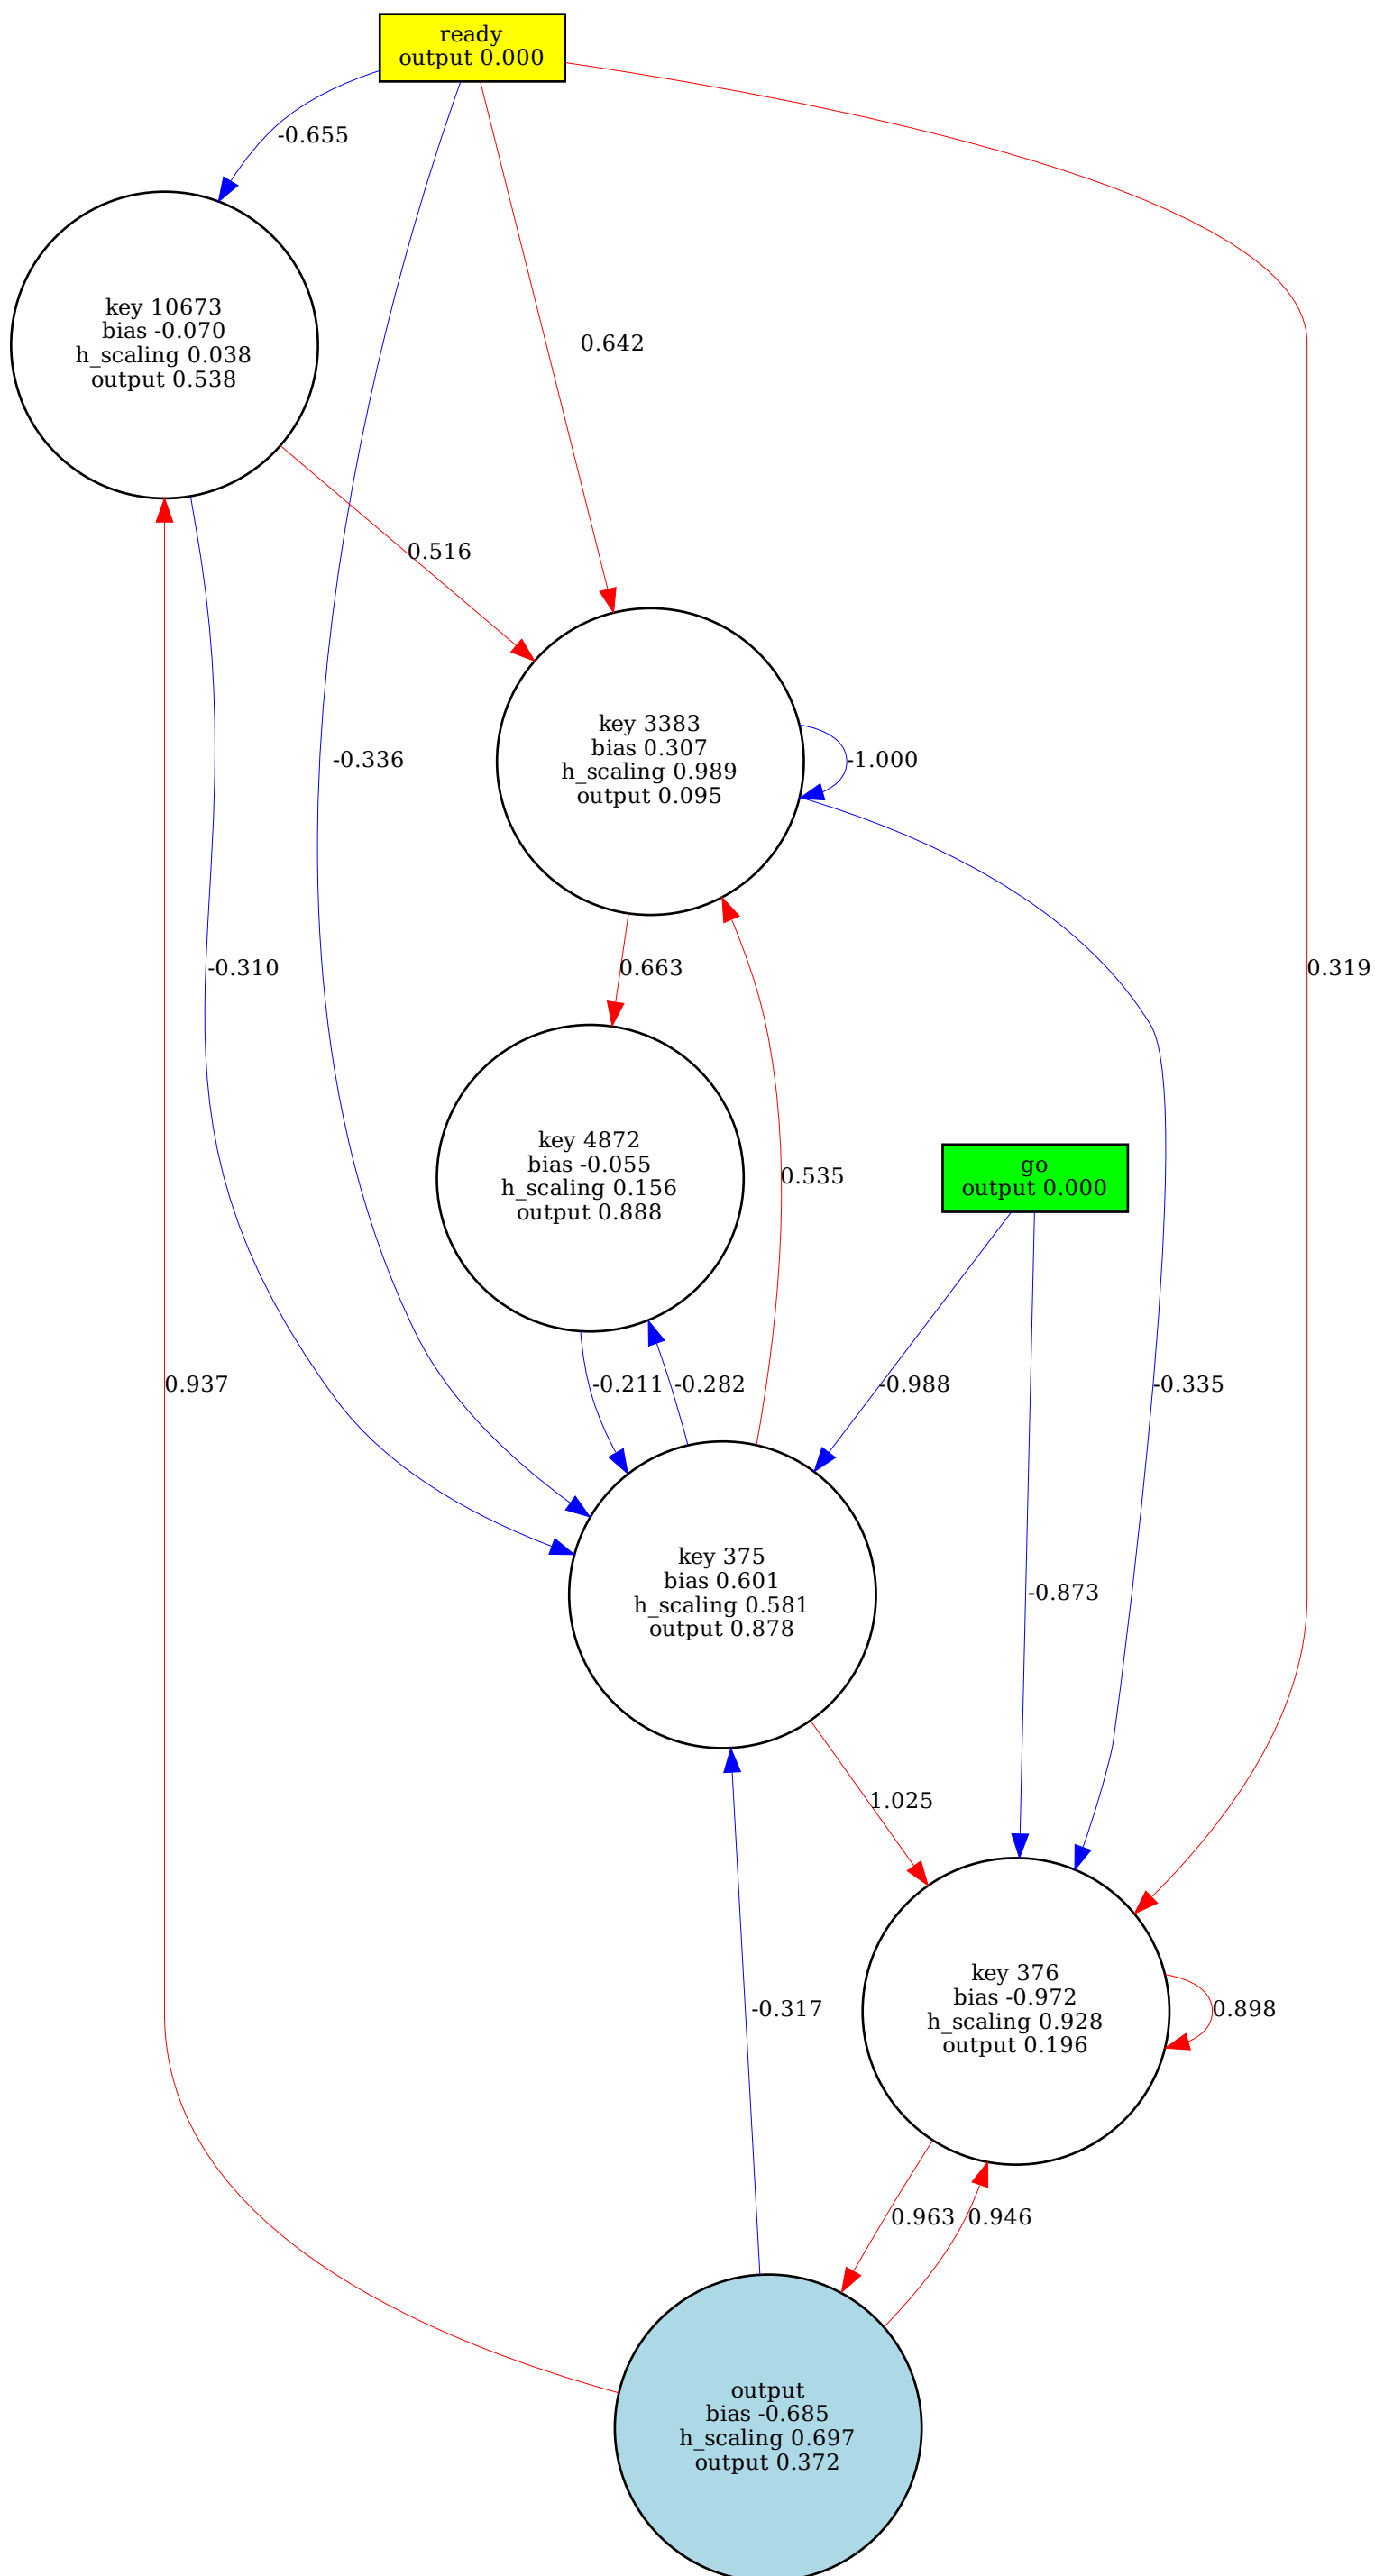 ready
output 0.000
-0.655
key 10673
bias -0.070
h_scaling 0.038
output 0.538
0.642
0.516
key 3383
bias 0.307
h_scaling 0.989
output 0.095
-0.336
-1.000
-0.310
0.663
0.319
key 4872
bias -0.055
h_scaling 0.156
output 0.888
0.535
go
output 0.000
0.937
-0.211
-0.282
-0.988
-0.335
key 375
bias 0.601
h_scaling 0.581
output 0.878
-0.873
1.025
key 376
bias -0.972
h_scaling 0.928
output 0.196
-0.317
0.898
0.963
0.946
output
bias -0.685
h_scaling 0.697
output 0.372